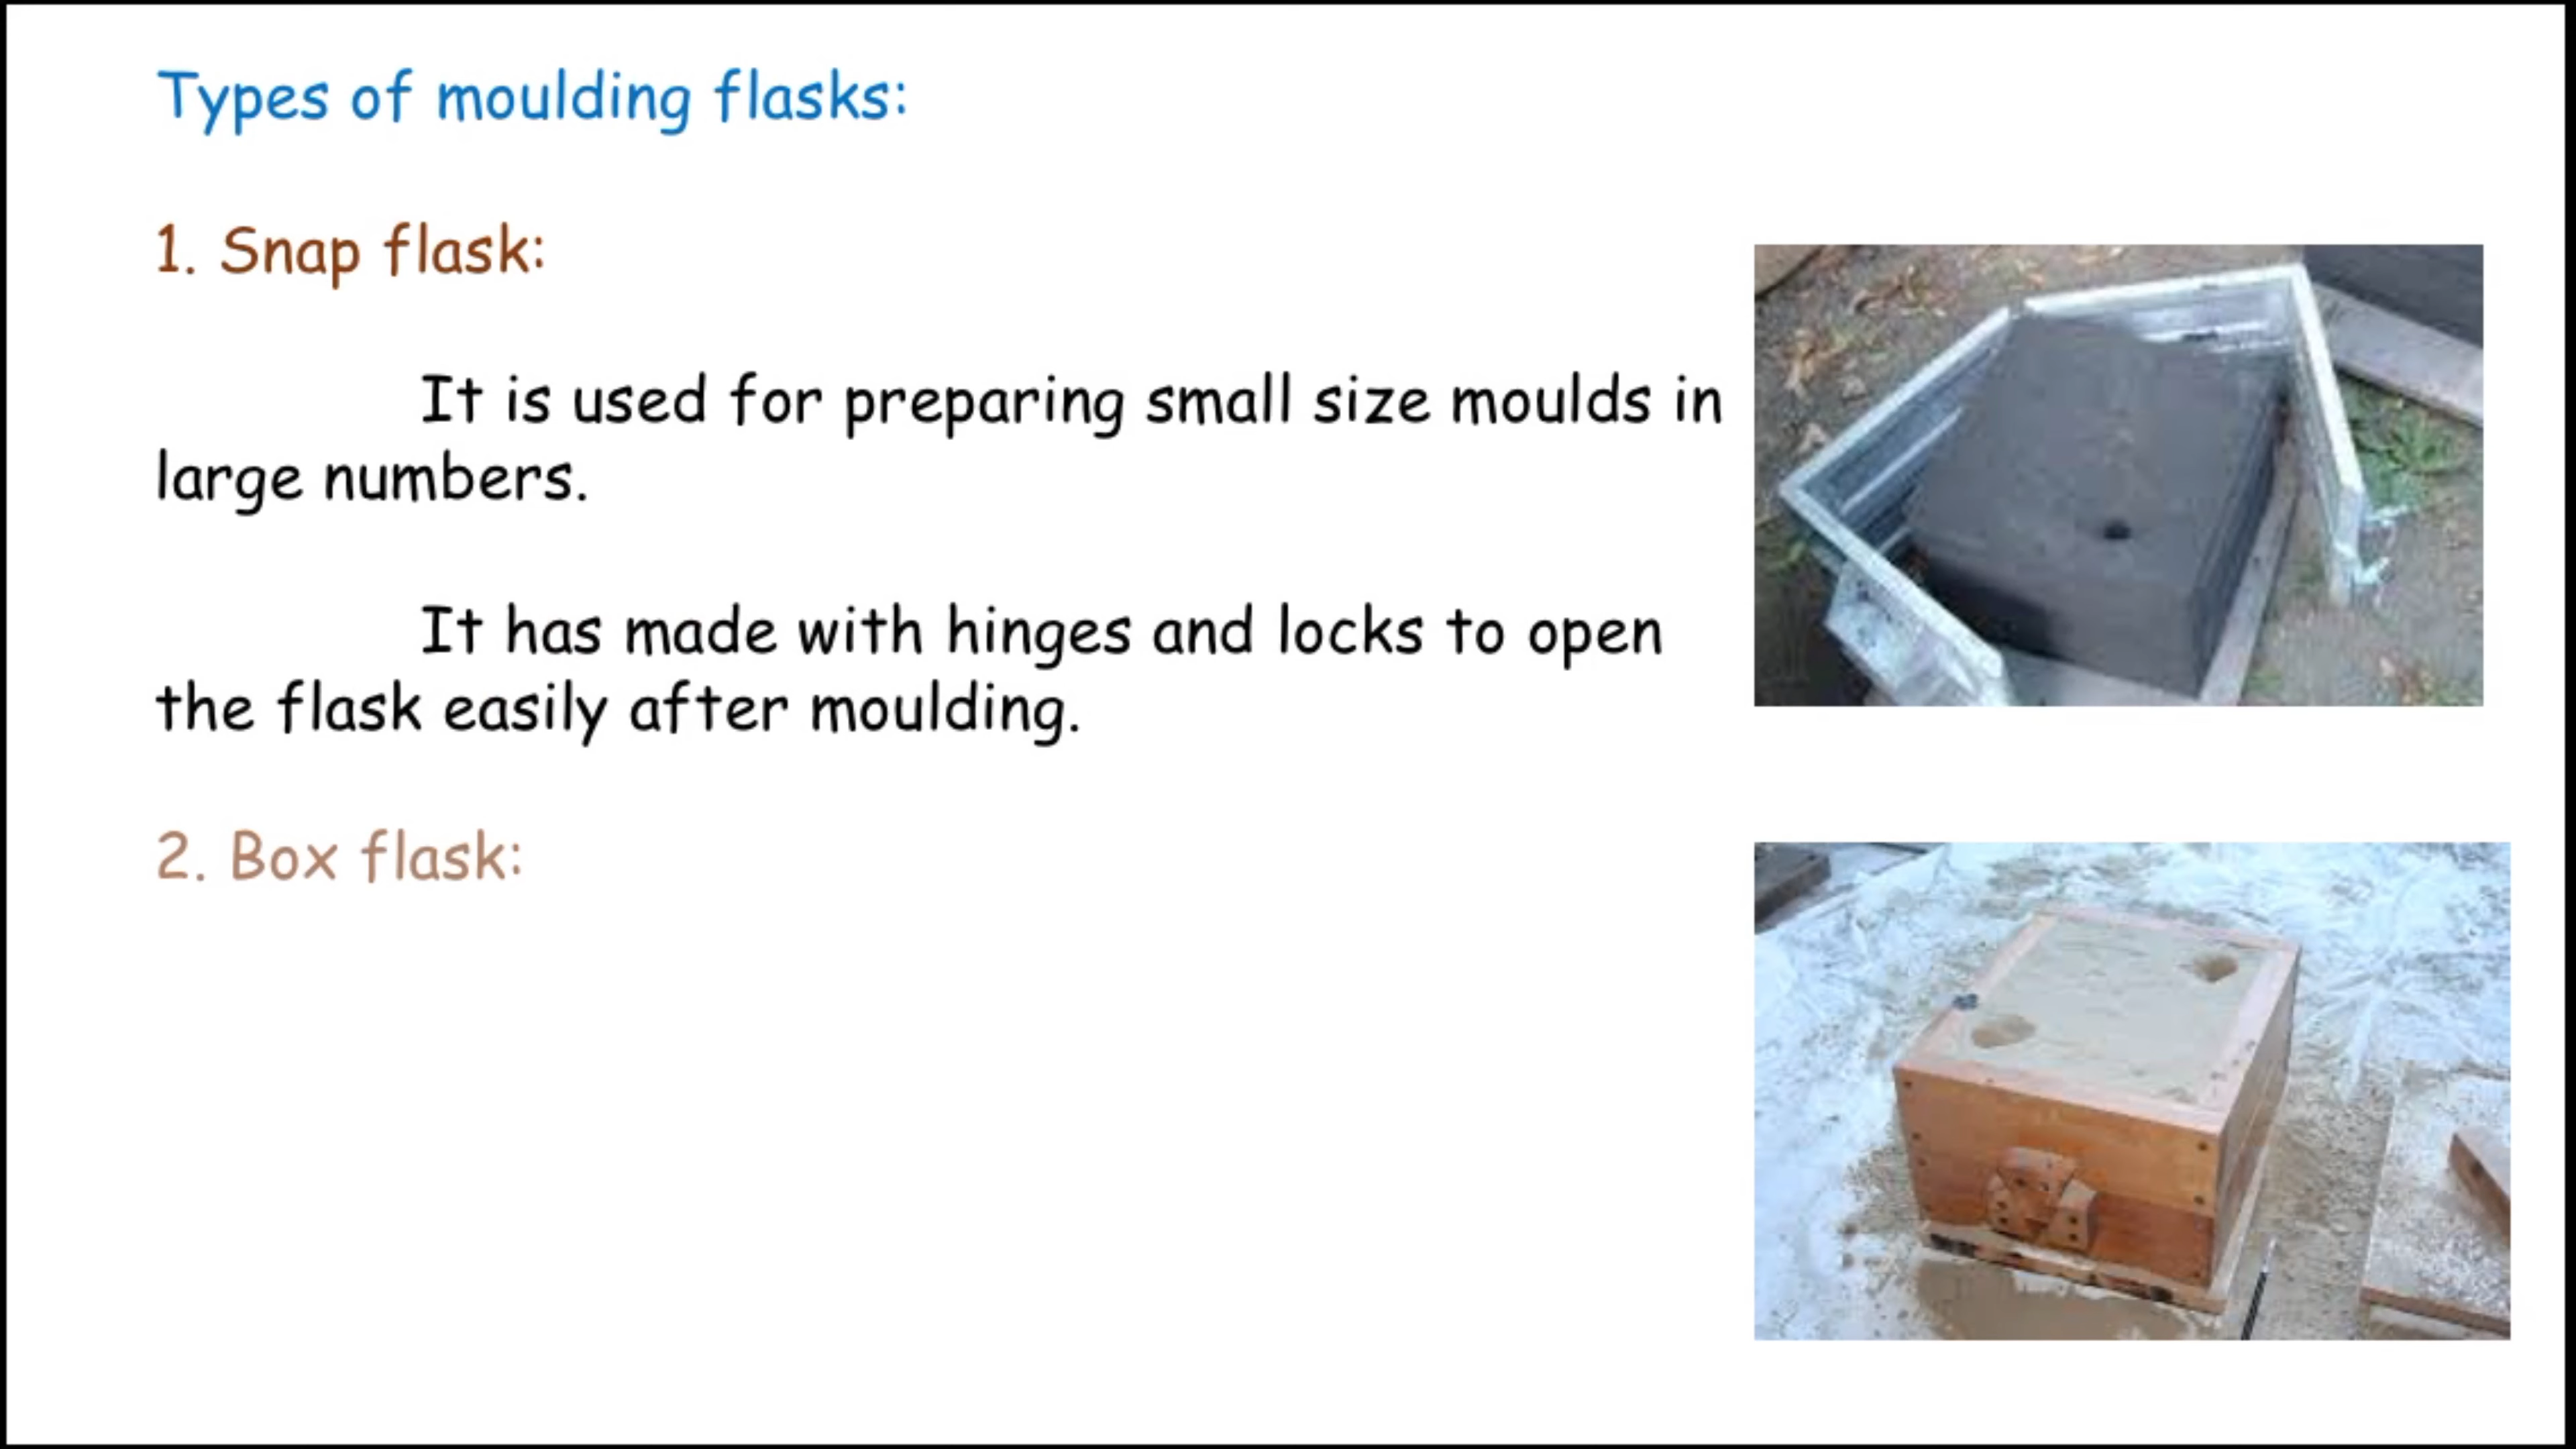 Types of moulding flasks:
1. Snap flask:
It is used for preparing small size moulds in
large numbers.
It has made with hinges and locks to open
the flask easily after moulding.
2. Box flask: